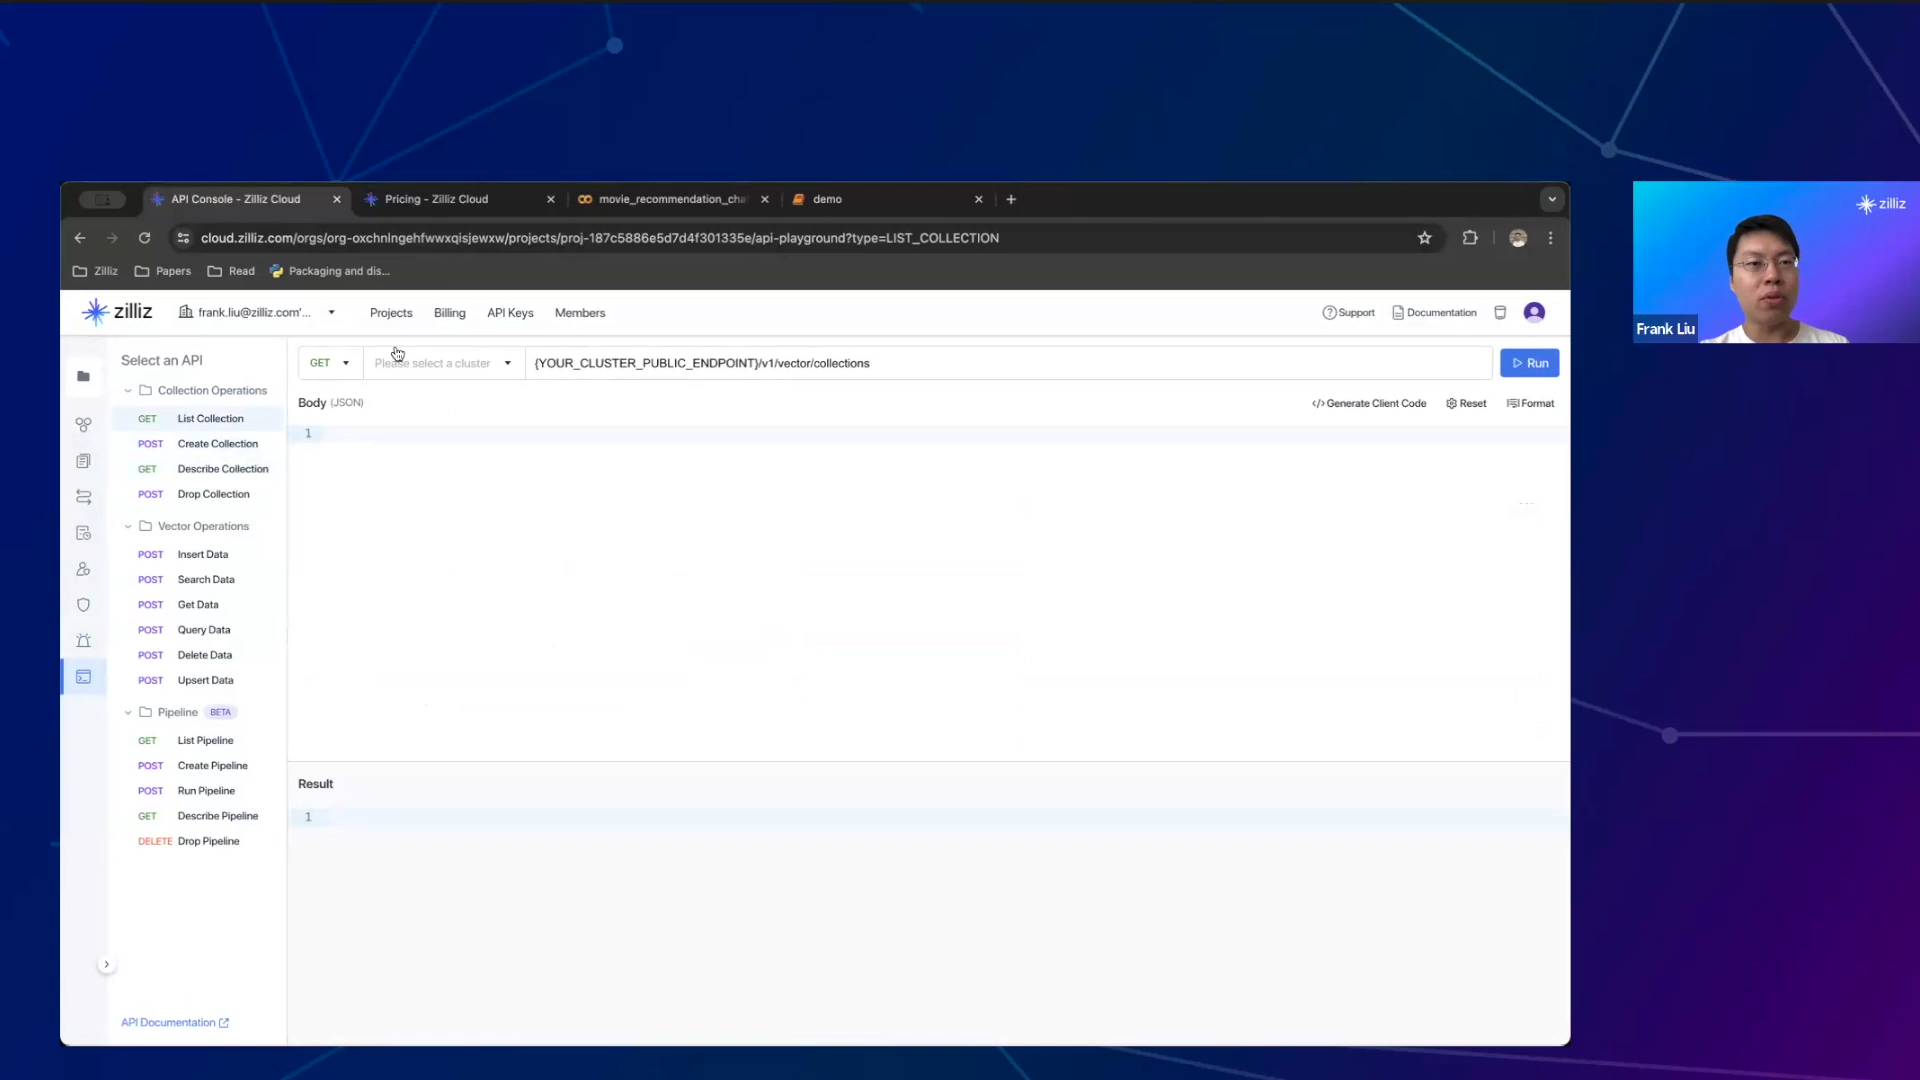 API Console - Zilliz Cloud
Pricing - Zilliz Cloud
movie_recommendation_cha
demo
cloud.zilliz.com/orgs/org-oxchnlngehfwwxqisjewxw/projects/proj-187c5886e5d7d4f301335e/api-playground?type=LIST_COLLECTION
Zilliz
Papers
Read
Packaging and dis...
zilliz
frank.liu@zilliz.com'...
Projects
Billing
API Keys
Members
Support
Documentation
zilliz
Frank Liu
Select an API
Collection Operations
GET List Collection
POST Create Collection
GET Describe Collection
POST Drop Collection
Vector Operations
POST Insert Data
POST Search Data
POST Get Data
POST Query Data
POST Delete Data
POST Upsert Data
Pipeline BETA
GET List Pipeline
POST Create Pipeline
POST Run Pipeline
GET Describe Pipeline
DELETE Drop Pipeline
API Documentation
GET
Please select a cluster
{YOUR_CLUSTER_PUBLIC_ENDPOINT}/v1/vector/collections
Run
Body (JSON)
</> Generate Client Code
Reset
Format
1
Result
1